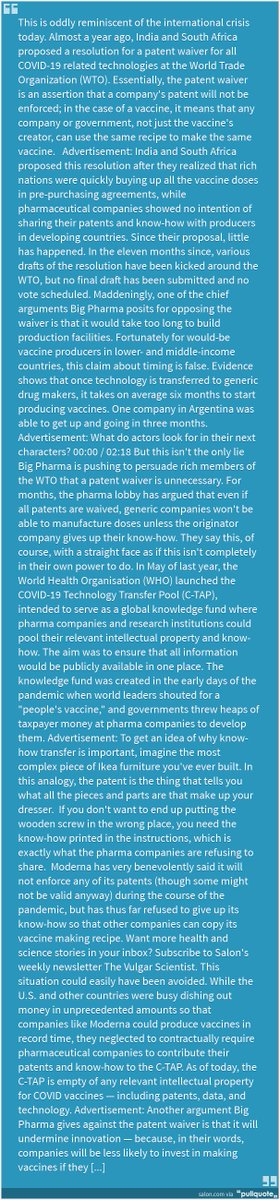 This is oddly reminiscent of the international crisis
today. Almost a year ago, India and South Africa
proposed a resolution for a patent waiver for all
COVID-19 related technologies at the World Trade
Organization (WTO). Essentially, the patent waiver
is an assertion that a company's patent will not be
enforced; in the case of a vaccine, it means that any
company or government, not just the vaccine's
creator, can use the same recipe to make the same
vaccine.   Advertisement: India and South Africa
proposed this resolution after they realized that rich
nations were quickly buying up all the vaccine doses
in pre-purchasing agreements, while
pharmaceutical companies showed no intention of
sharing their patents and know-how with producers
in developing countries. Since their proposal, little
has happened. In the eleven months since, various
drafts of the resolution have been kicked around the
WTO, but no final draft has been submitted and no
vote scheduled. Maddeningly, one of the chief
arguments Big Pharma posits for opposing the
waiver is that it would take too long to build
production facilities. Fortunately for would-be
vaccine producers in lower- and middle-income
countries, this claim about timing is false. Evidence
shows that once technology is transferred to generic
drug makers, it takes on average six months to start
producing vaccines. One company in Argentina was
able to get up and going in three months.
Advertisement: What do actors look for in their next
characters? 00:00 / 02:18 But this isn't the only lie
Big Pharma is pushing to persuade rich members of
the WTO that a patent waiver is unnecessary. For
months, the pharma lobby has argued that even if
all patents are waived, generic companies won't be
able to manufacture doses unless the originator
company gives up their know-how. They say this, of
course, with a straight face as if this isn't completely
in their own power to do. In May of last year, the
World Health Organisation (WHO) launched the
COVID-19 Technology Transfer Pool (C-TAP),
intended to serve as a global knowledge fund where
pharma companies and research institutions could
pool their relevant intellectual property and know-
how. The aim was to ensure that all information
would be publicly available in one place. The
knowledge fund was created in the early days of the
pandemic when world leaders shouted for a
"people's vaccine," and governments threw heaps of
taxpayer money at pharma companies to develop
them. Advertisement: To get an idea of why know-
how transfer is important, imagine the most
complex piece of Ikea furniture you've ever built. In
this analogy, the patent is the thing that tells you
what all the pieces and parts are that make up your
dresser.  If you don't want to end up putting the
wooden screw in the wrong place, you need the
know-how printed in the instructions, which is
exactly what the pharma companies are refusing to
share.  Moderna has very benevolently said it will
not enforce any of its patents (though some might
not be valid anyway) during the course of the
pandemic, but has thus far refused to give up its
know-how so that other companies can copy its
vaccine making recipe. Want more health and
science stories in your inbox? Subscribe to Salon's
weekly newsletter The Vulgar Scientist. This
situation could easily have been avoided. While the
U.S. and other countries were busy dishing out
money in unprecedented amounts so that
companies like Moderna could produce vaccines in
record time, they neglected to contractually require
pharmaceutical companies to contribute their
patents and know-how to the C-TAP. As of today, the
C-TAP is empty of any relevant intellectual property
for COVID vaccines — including patents, data, and
technology. Advertisement: Another argument Big
Pharma gives against the patent waiver is that it will
undermine innovation — because, in their words,
companies will be less likely to invest in making
vaccines if they [...]
salon.com via "pullquote